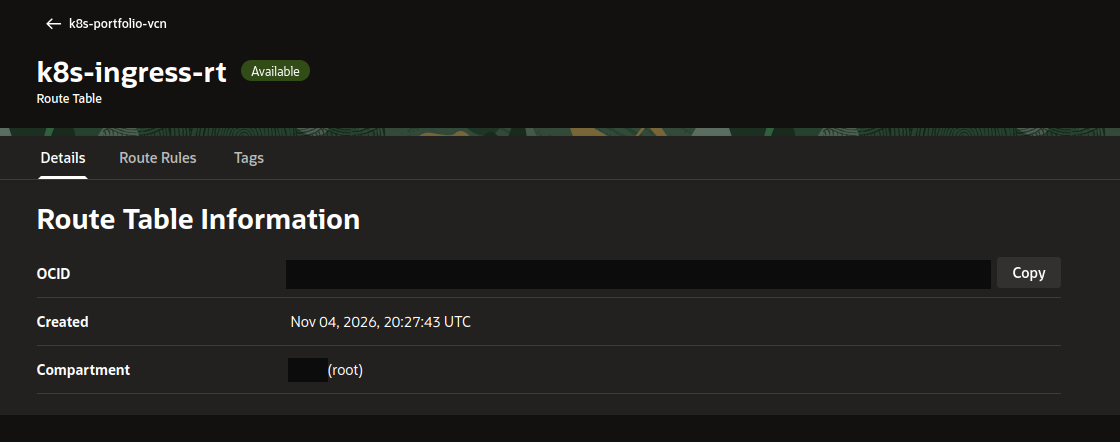 ← k8s-portfolio-vcn
k8s-ingress-rt Available
Route Table
Details Route Rules Tags
Route Table Information
OCID Copy
Created Nov 04, 2026, 20:27:43 UTC
Compartment (root)